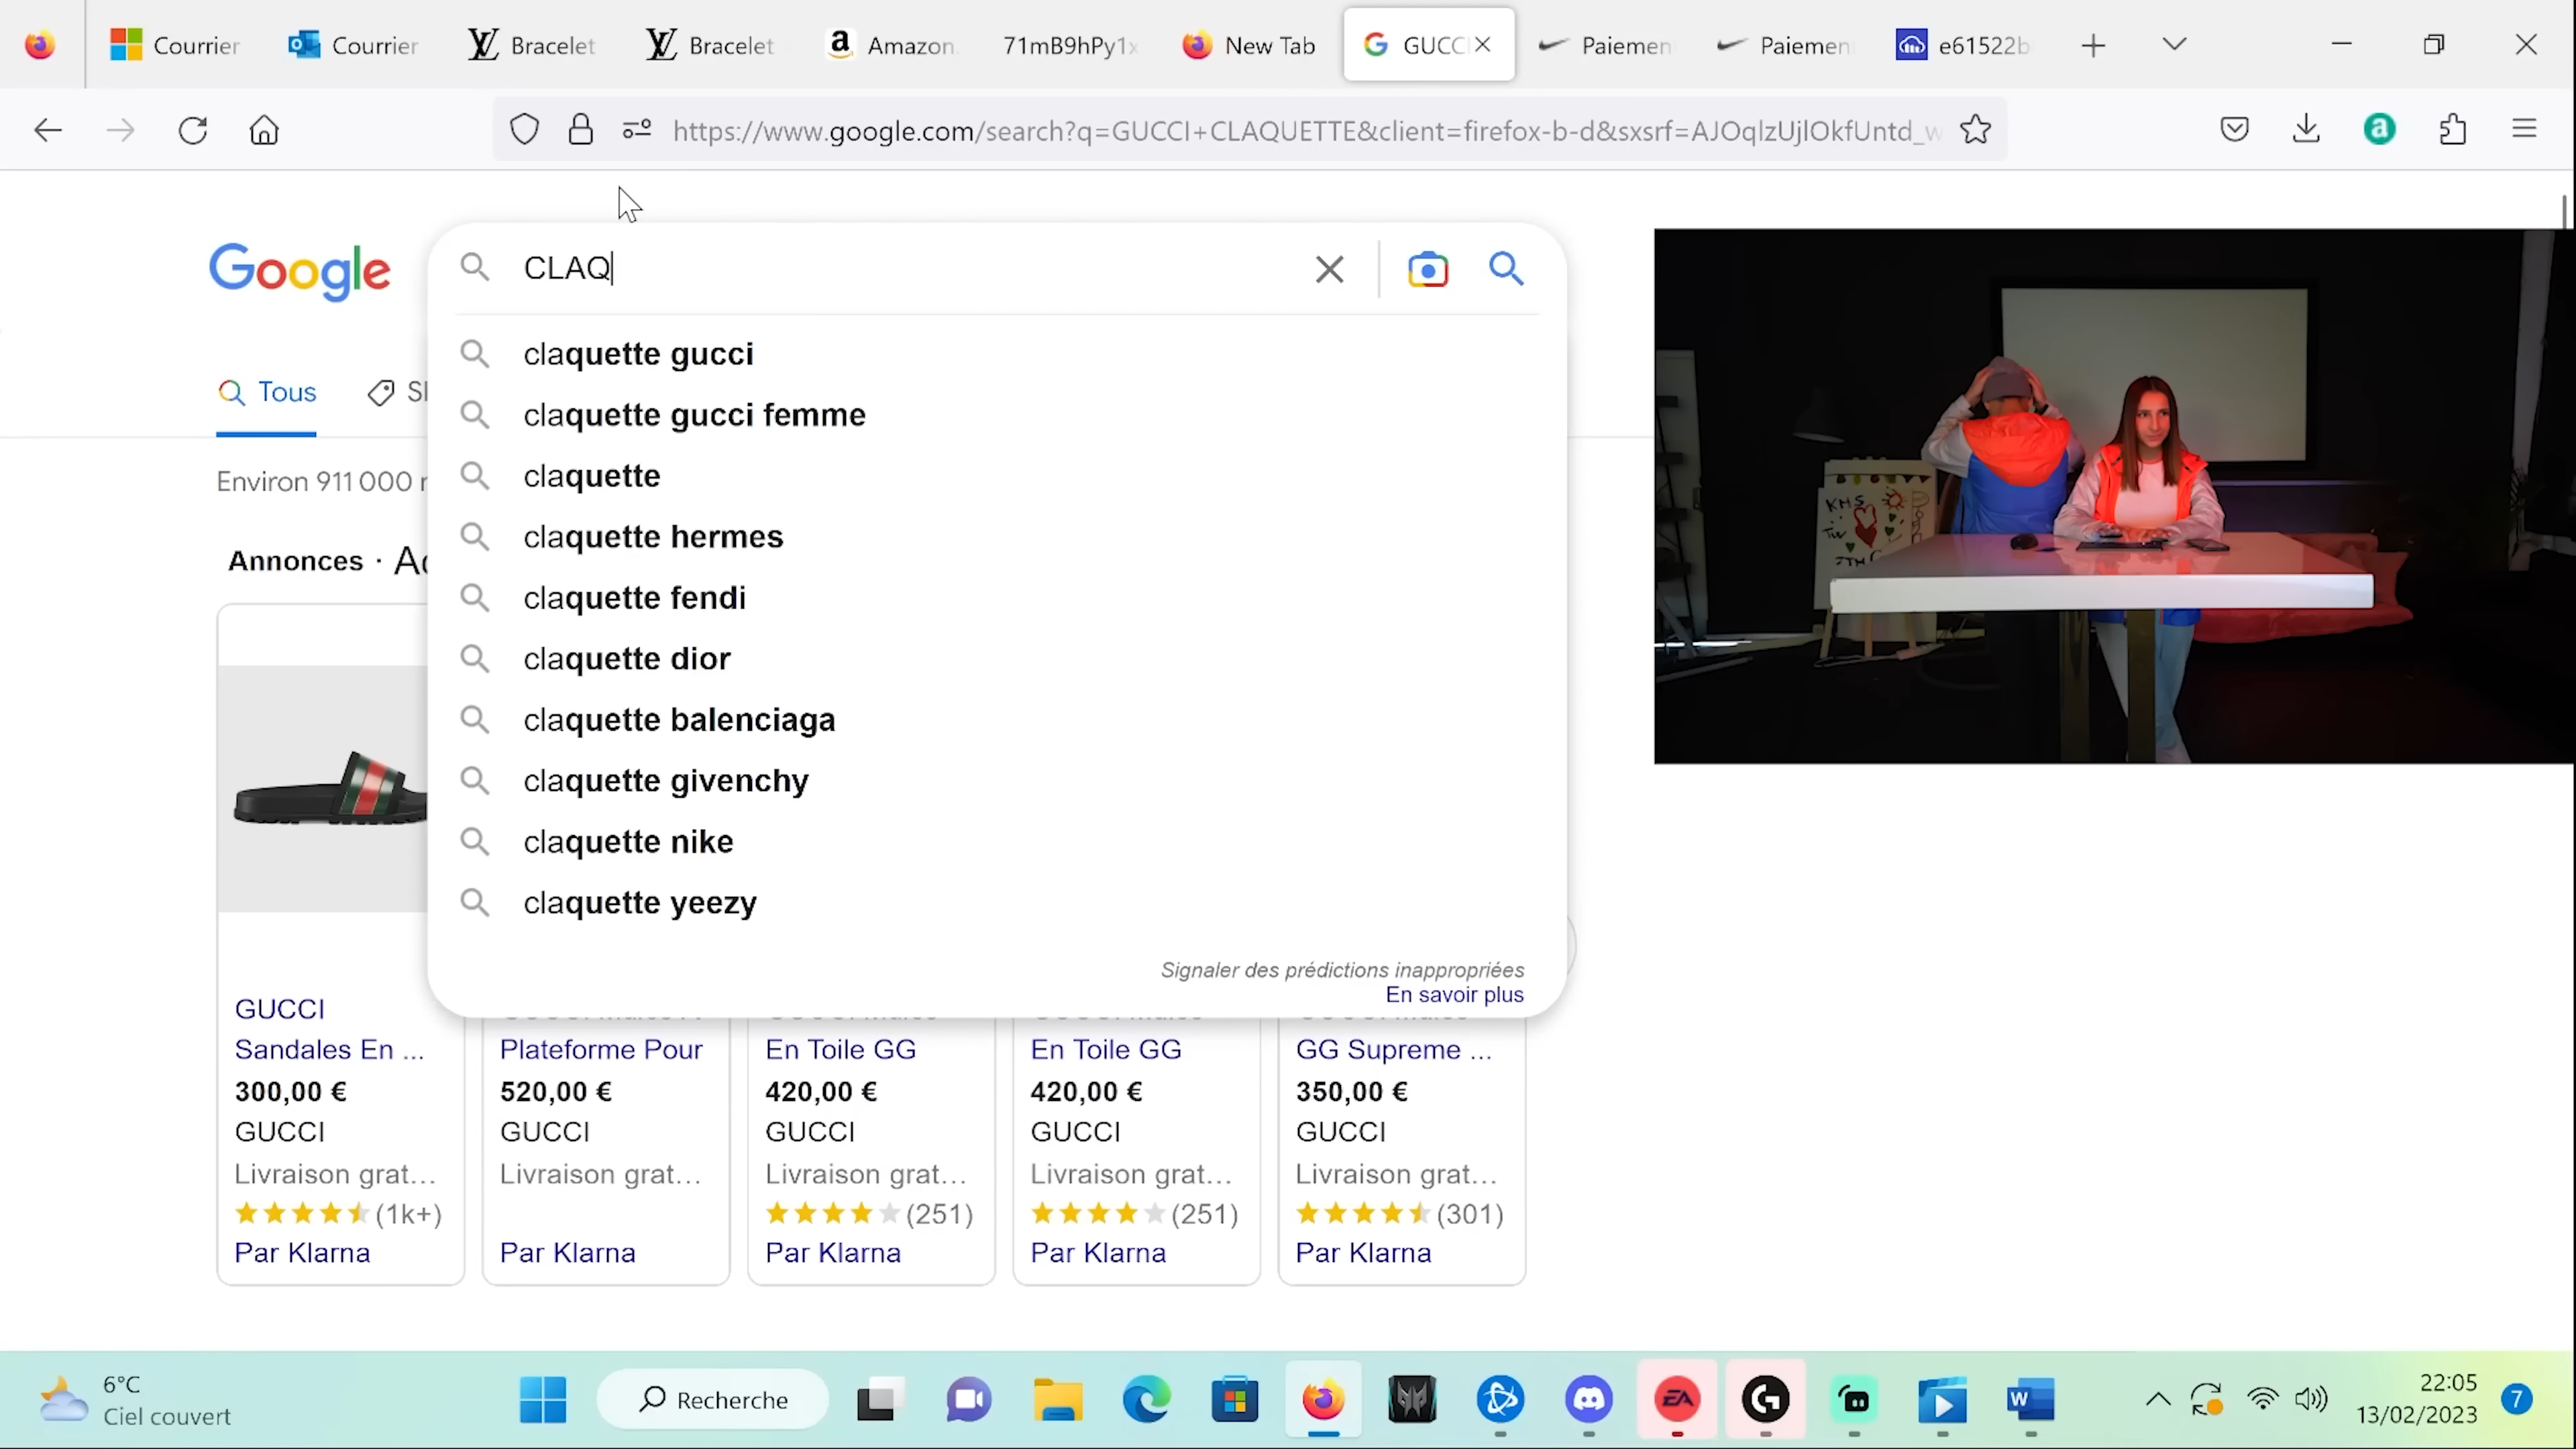 Courrier
Courrier
Bracelet
Bracelet
Amazon.
71mB9hPy1x
New Tab
GUCCI
Paiemen
Paiemen
e61522b
https://www.google.com/search?q=GUCCI+CLAQUETTE&client=firefox-b-d&sxsrf=AJOqlzUjlOkfUntd_w
Google
CLAQ
claquette gucci
claquette gucci femme
claquette
claquette hermes
claquette fendi
claquette dior
claquette balenciaga
claquette givenchy
claquette nike
claquette yeezy
Signaler des prédictions inappropriées
En savoir plus
Tous
Environ 911 000
Annonces ·
KHS
GUCCI
Sandales En ...
300,00 €
GUCCI
Livraison grat...
(1k+)
Par Klarna
Plateforme Pour
520,00 €
GUCCI
Livraison grat...
Par Klarna
En Toile GG
420,00 €
GUCCI
Livraison grat...
(251)
Par Klarna
En Toile GG
420,00 €
GUCCI
Livraison grat...
(251)
Par Klarna
GG Supreme ...
350,00 €
GUCCI
Livraison grat...
(301)
Par Klarna
6°C
Ciel couvert
Recherche
22:05
13/02/2023
7